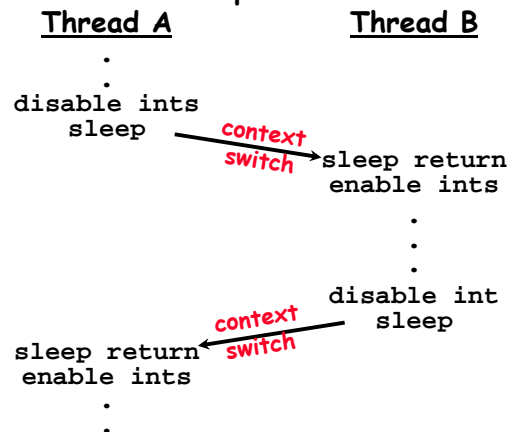 Thread A
Thread B
.
.
disable ints
sleep
context
switch
sleep return
enable ints
.
.
.
disable int
sleep
context
switch
sleep return
enable ints
.
.